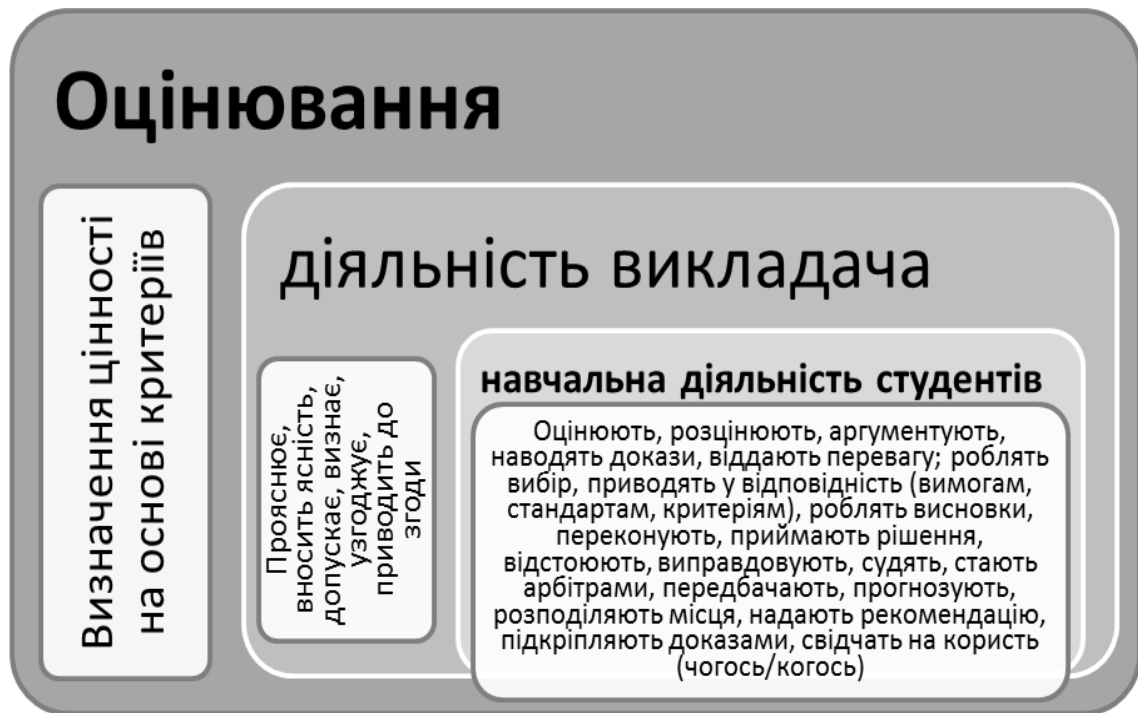 Оцінювання
Визначення цінності
на основі критеріїв
діяльність викладача
Прояснює,
вносить ясність,
допускає, визнає,
узгоджує,
приводить до
згоди
навчальна діяльність студентів
Оцінюють, розцінюють, аргументують,
наводять докази, віддають перевагу; роблять
вибір, приводять у відповідність (вимогам,
стандартам, критеріям), роблять висновки,
переконують, приймають рішення,
відстоюють, виправдовують, судять, стають
арбітрами, передбачають, прогнозують,
розподіляють місця, надають рекомендацію,
підкріпляють доказами, свідчать на користь
(чогось/когось)